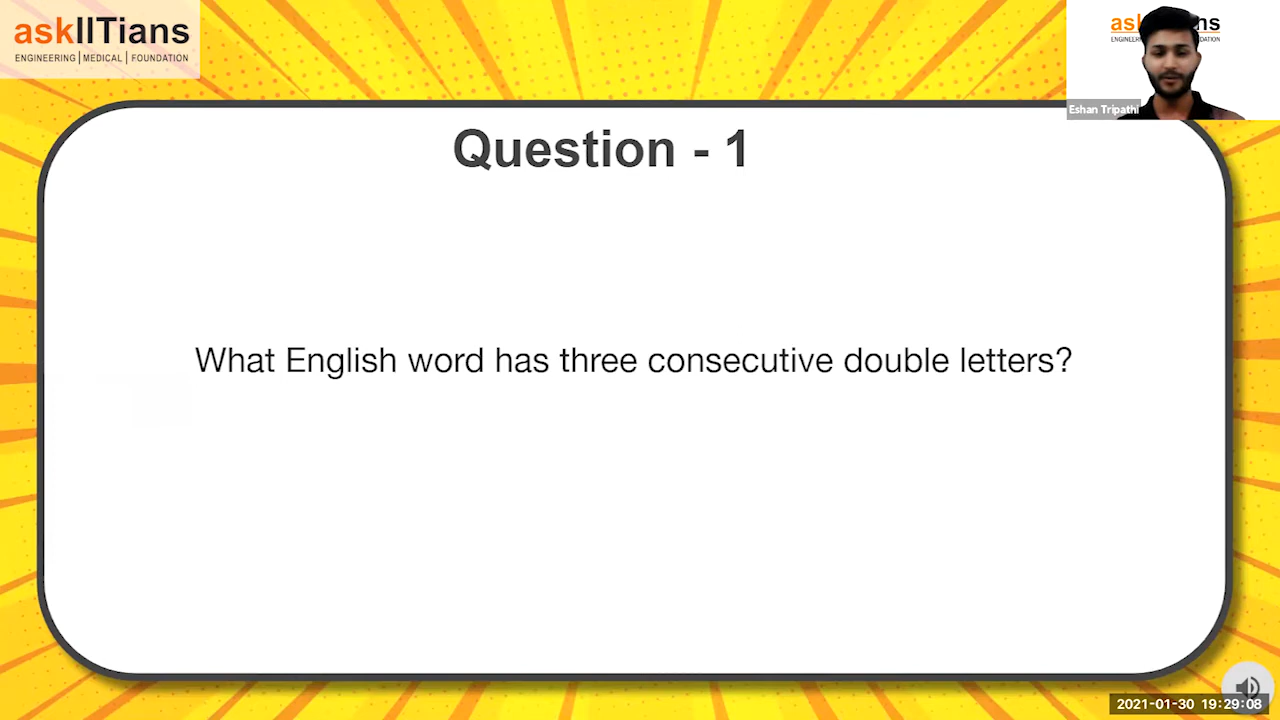 askIITians
ENGINEERING | MEDICAL | FOUNDATION
Eshan Tripathi
Question - 1
What English word has three consecutive double letters?
2021-01-30 19:29:08